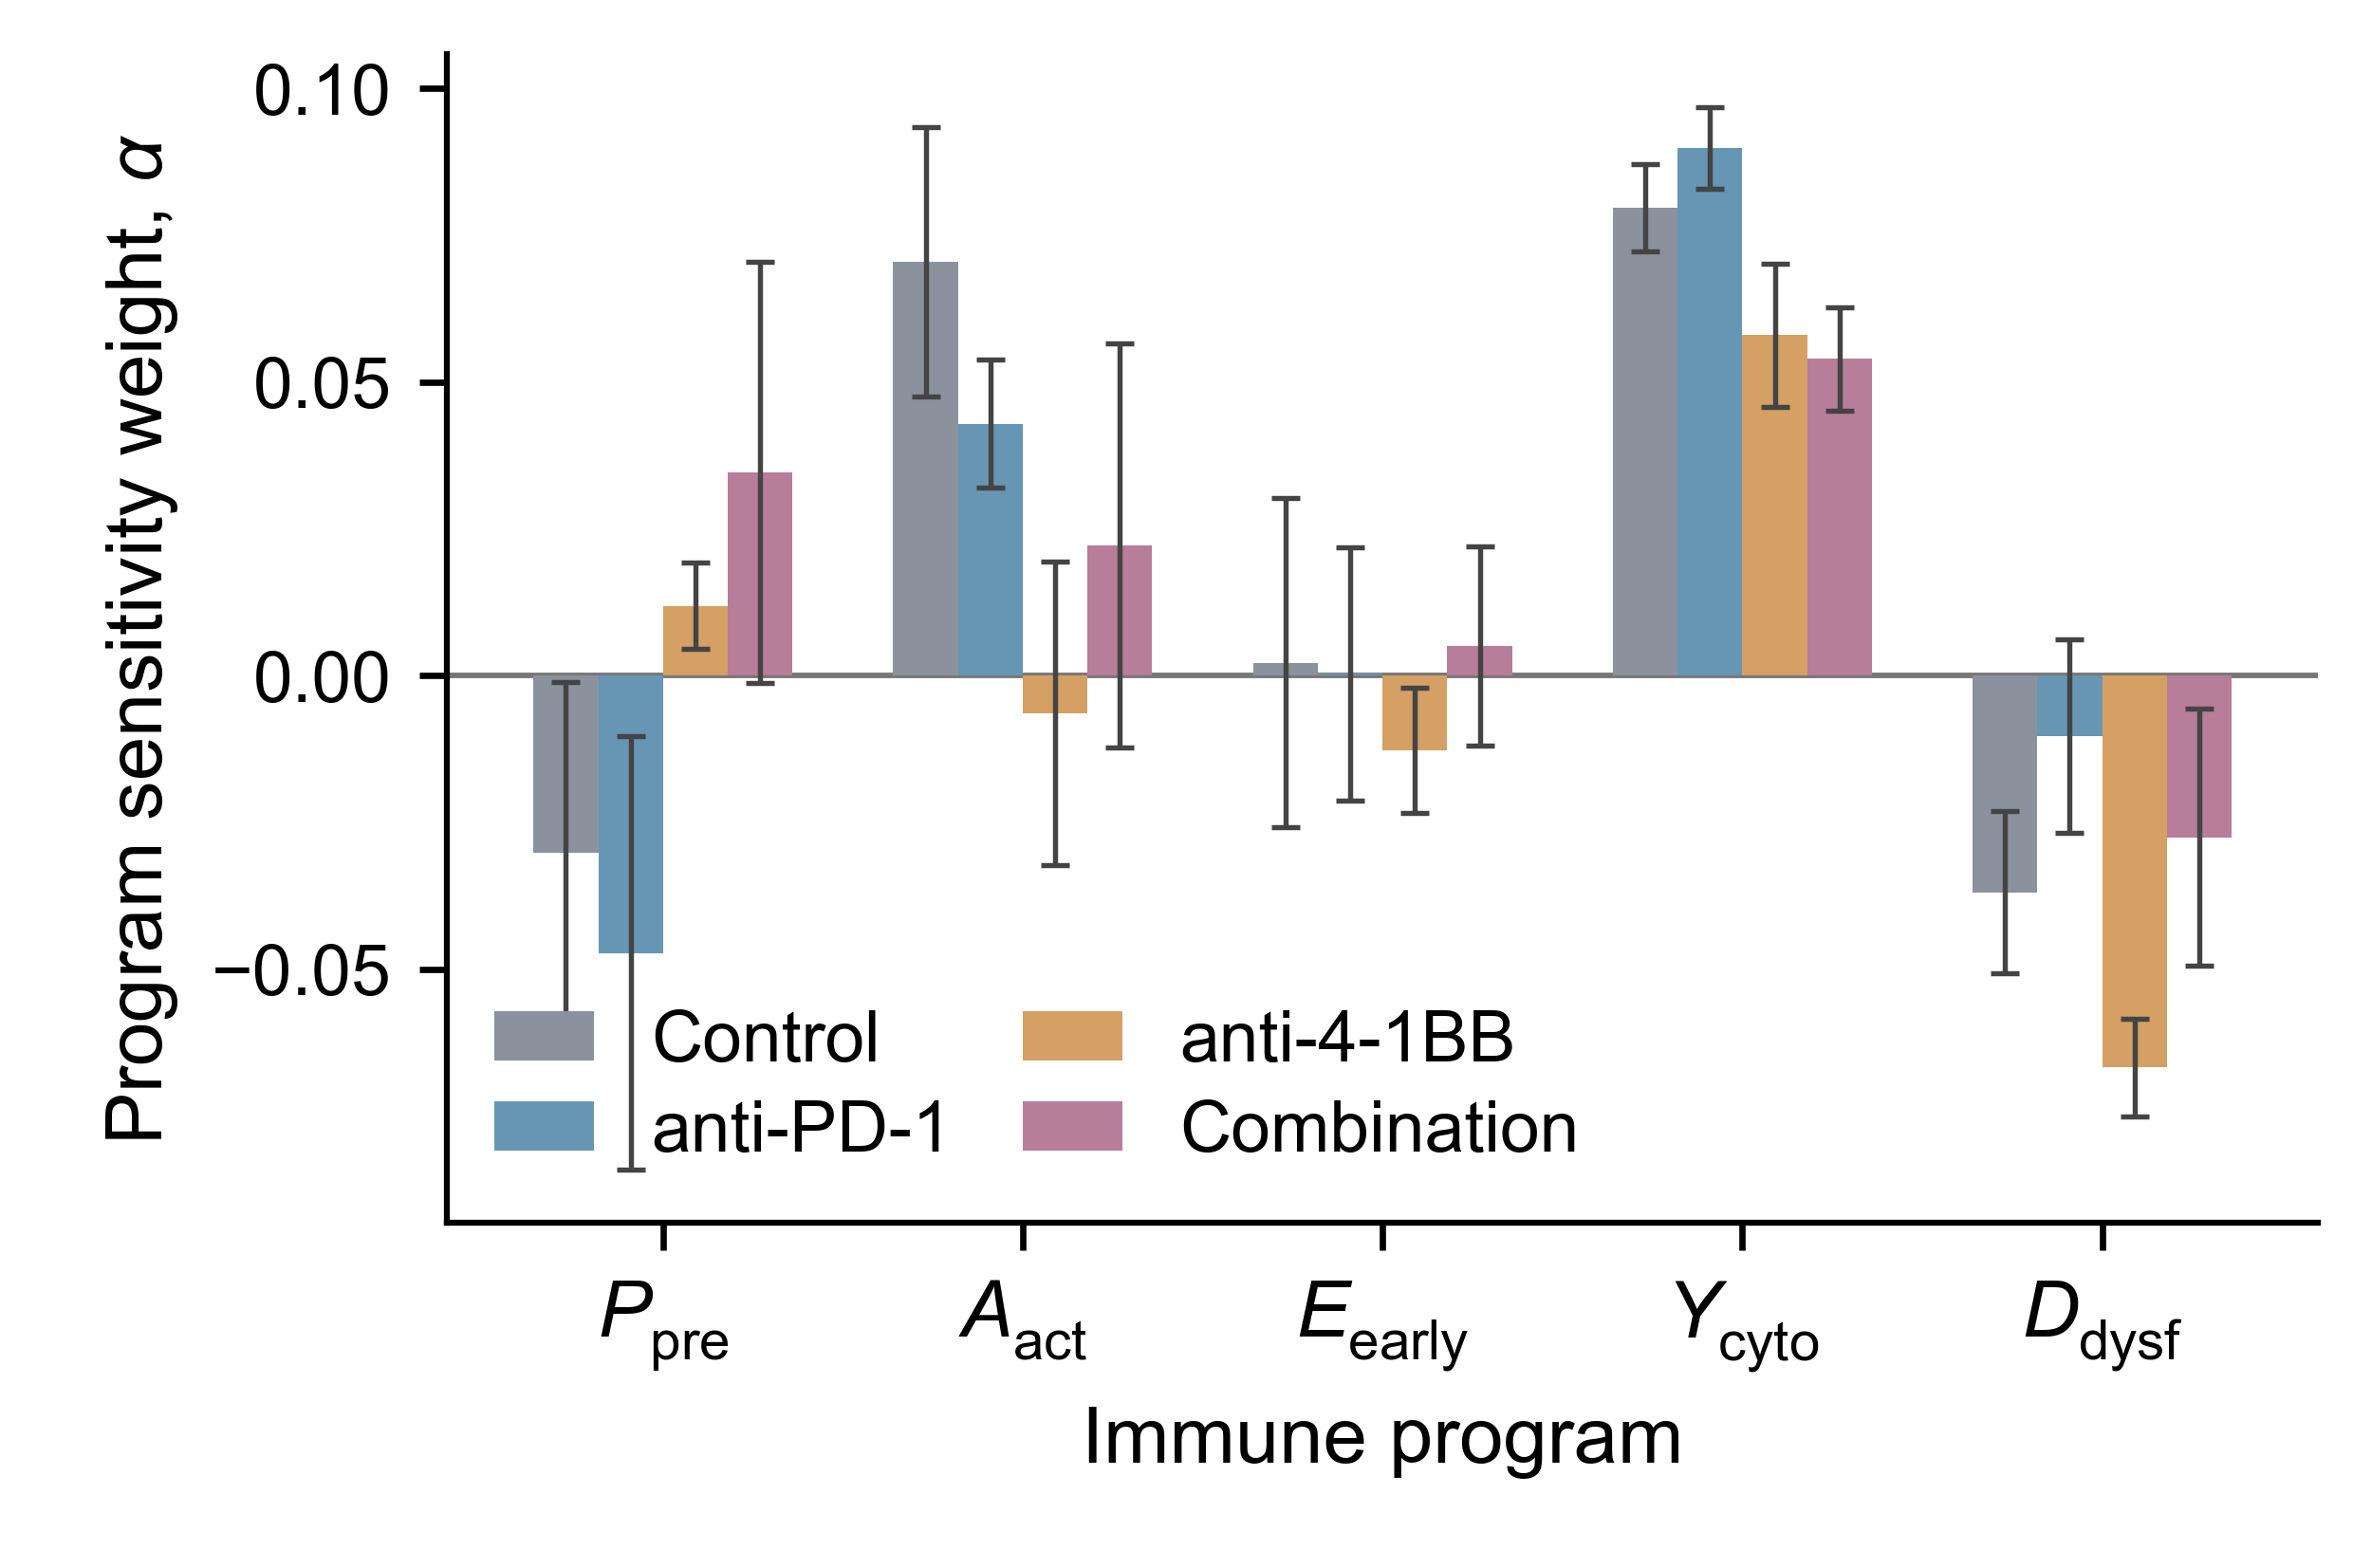 Program sensitivity weight, α
0.10
0.05
0.00
−0.05
Control
anti-PD-1
anti-4-1BB
Combination
Ppre
Aact
Eearly
Ycyto
Ddysf
Immune program